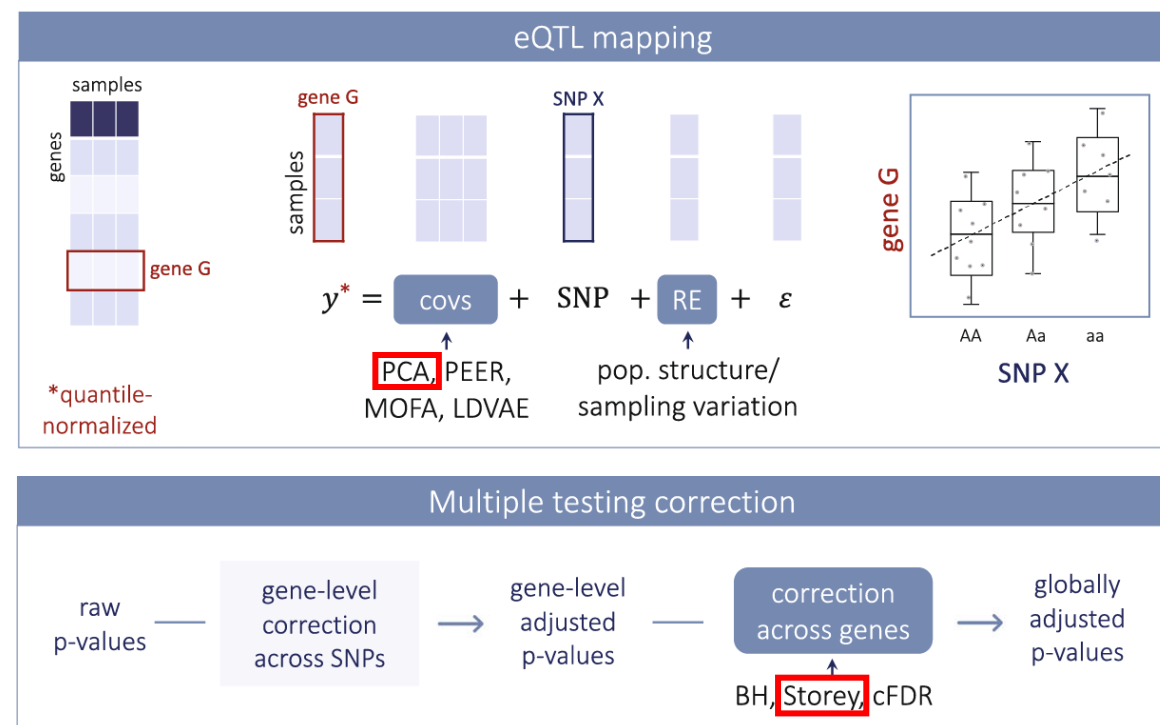 eQTL mapping
samples
genes
gene G
*quantile-
normalized
gene G
samples
SNP X
y* = covs + SNP + RE + ε
PCA, PEER,
MOFA, LDVAE
pop. structure/
sampling variation
gene G
AA Aa aa
SNP X
Multiple testing correction
raw
p-values
gene-level
correction
across SNPs
gene-level
adjusted
p-values
correction
across genes
BH, Storey, cFDR
globally
adjusted
p-values